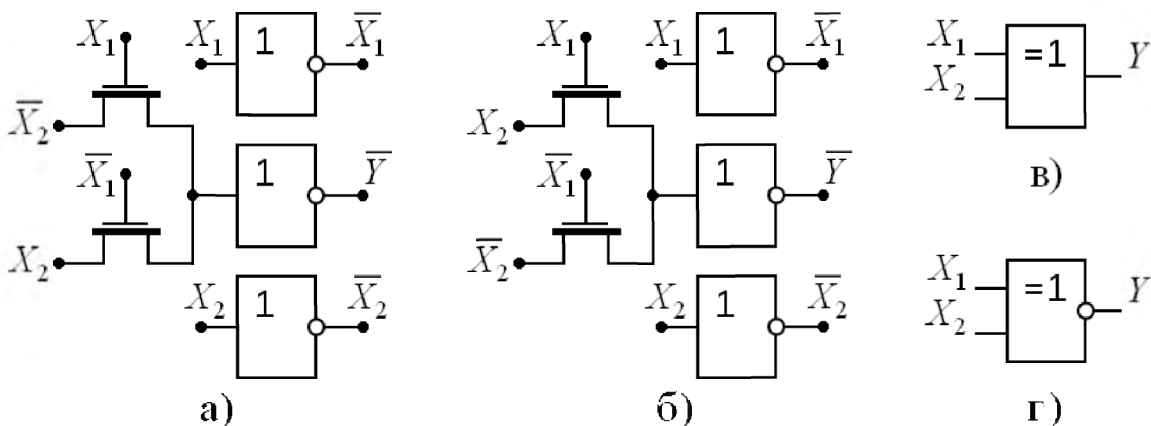 X₁ X₁ 1 X̅₁
X̅₂
X̅₁ 1 Y̅
X₂
X₂ 1 X̅₂
а)
X₁ X₁ 1 X̅₁
X₂
X̅₁ 1 Y̅
X̅₂
X₂ 1 X̅₂
б)
X₁ =1 Y
X₂
в)
X₁ =1 Y
X₂
г)